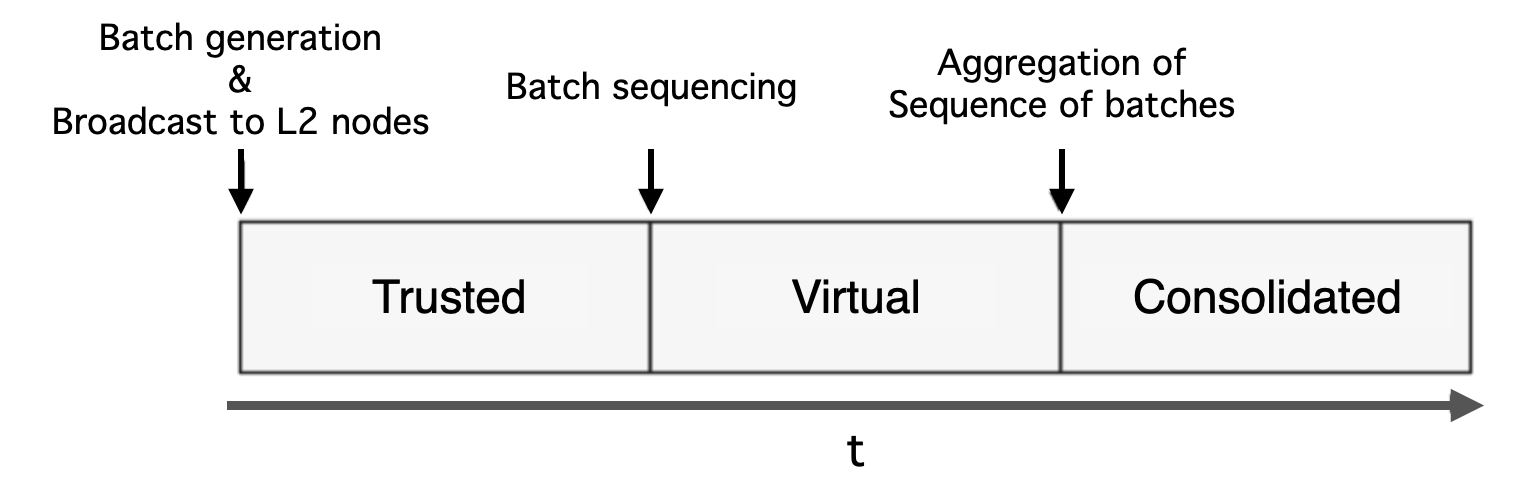 Batch generation
&
Broadcast to L2 nodes
Batch sequencing
Aggregation of
Sequence of batches
Trusted
Virtual
Consolidated
t